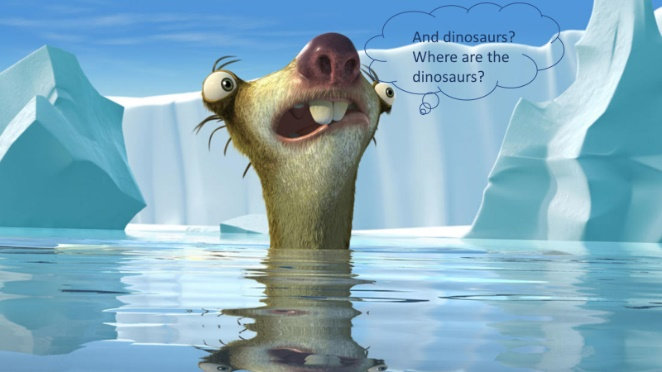 And dinosaurs?
Where are the
dinosaurs?